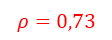 𝜌 = 0,73